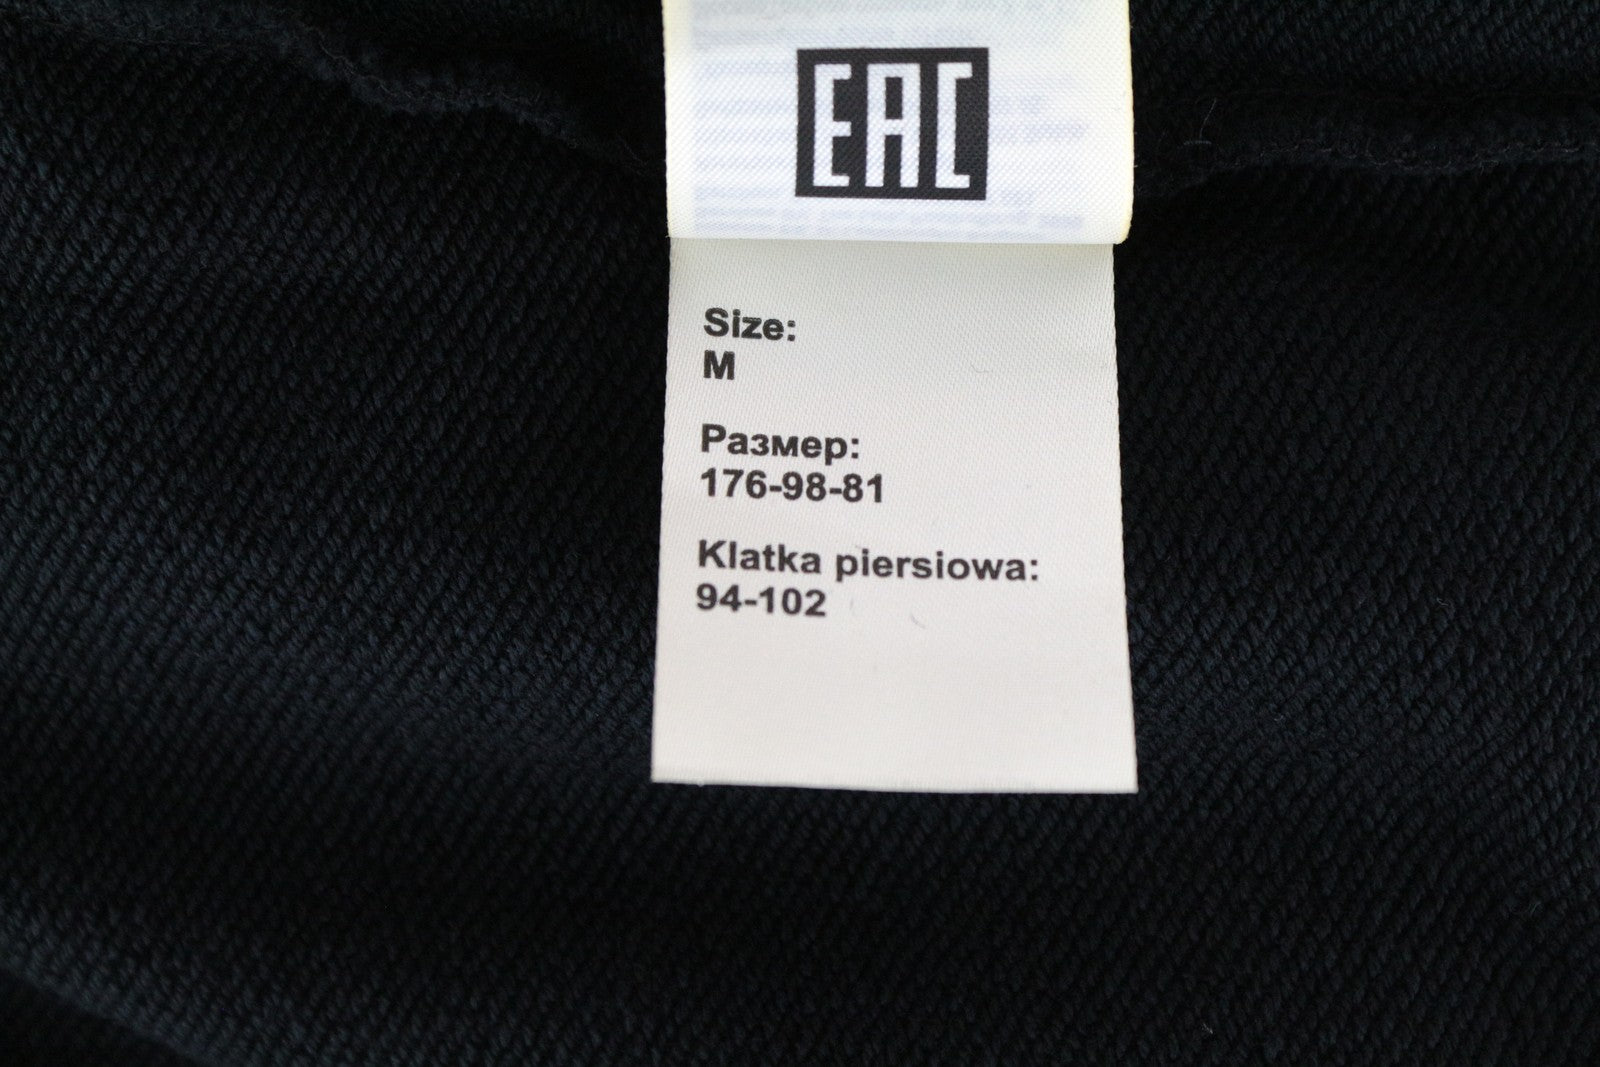 EAC
Size:
M
Размер:
176-98-81
Klatka piersiowa:
94-102